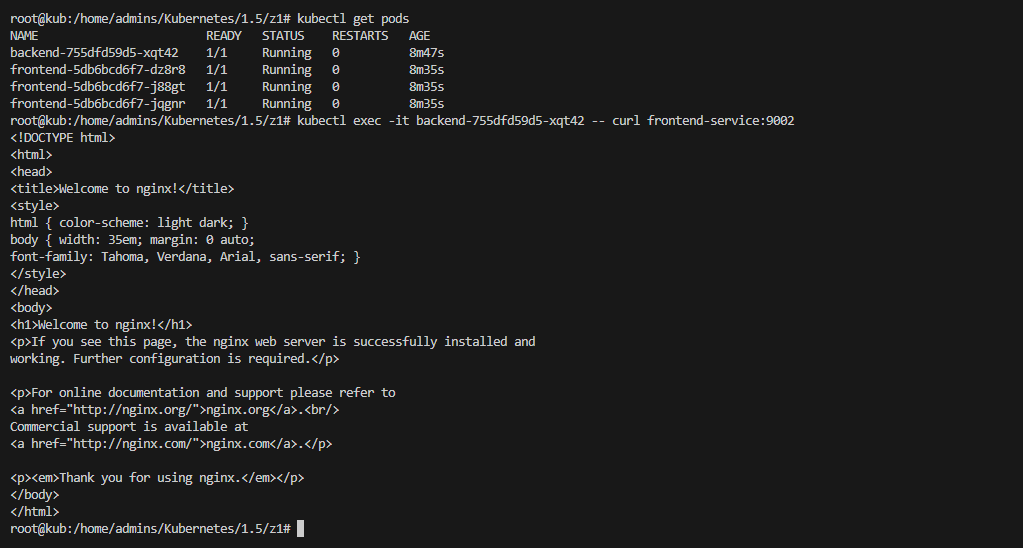 root@kub:/home/admins/Kubernetes/1.5/z1# kubectl get pods
NAME                        READY   STATUS    RESTARTS   AGE
backend-755dfd59d5-xqt42    1/1     Running   0          8m47s
frontend-5db6bcd6f7-dz8r8   1/1     Running   0          8m35s
frontend-5db6bcd6f7-j88gt   1/1     Running   0          8m35s
frontend-5db6bcd6f7-jqgnr   1/1     Running   0          8m35s
root@kub:/home/admins/Kubernetes/1.5/z1# kubectl exec -it backend-755dfd59d5-xqt42 -- curl frontend-service:9002
<!DOCTYPE html>
<html>
<head>
<title>Welcome to nginx!</title>
<style>
html { color-scheme: light dark; }
body { width: 35em; margin: 0 auto;
font-family: Tahoma, Verdana, Arial, sans-serif; }
</style>
</head>
<body>
<h1>Welcome to nginx!</h1>
<p>If you see this page, the nginx web server is successfully installed and
working. Further configuration is required.</p>

<p>For online documentation and support please refer to
<a href="http://nginx.org/">nginx.org</a>.<br/>
Commercial support is available at
<a href="http://nginx.com/">nginx.com</a>.</p>

<p><em>Thank you for using nginx.</em></p>
</body>
</html>
root@kub:/home/admins/Kubernetes/1.5/z1#